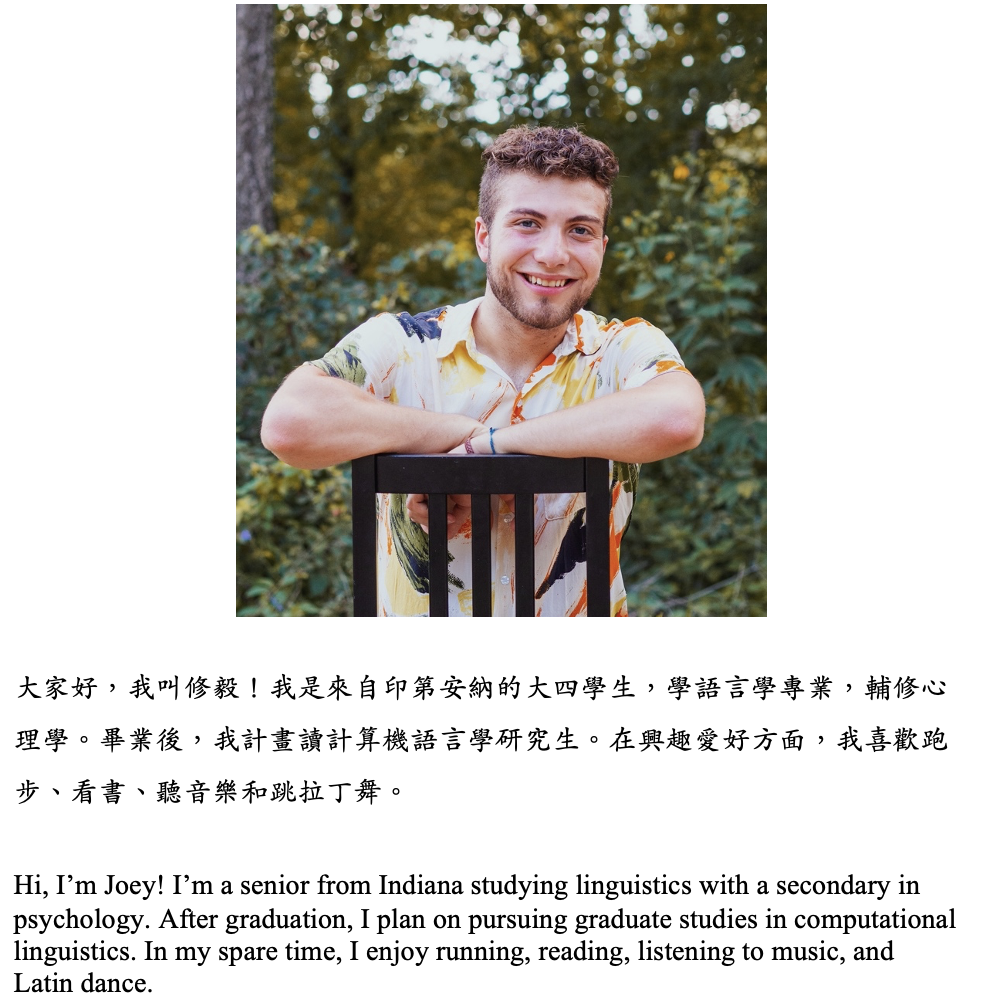 大家好，我叫修毅！我是來自印第安納的大四學生，學語言學專業，輔修心
理學。畢業後，我計畫讀計算機語言學研究生。在興趣愛好方面，我喜歡跑
步、看書、聽音樂和跳拉丁舞。
Hi, I’m Joey! I’m a senior from Indiana studying linguistics with a secondary in
psychology. After graduation, I plan on pursuing graduate studies in computational
linguistics. In my spare time, I enjoy running, reading, listening to music, and
Latin dance.